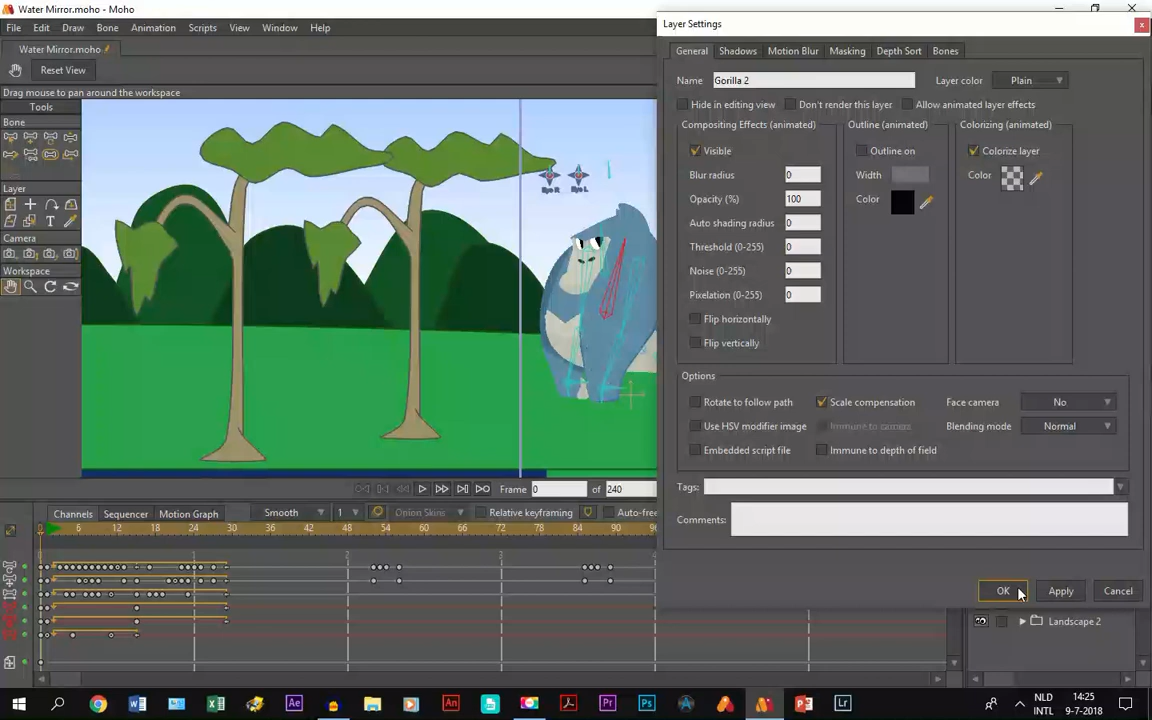 Water Mirror.moho - Moho
File Edit Draw Bone Animation Scripts View Window Help
Water Mirror.moho
Reset View
Drag mouse to pan around the workspace
Tools
Bone
Layer
Camera
Workspace
Eye R Eye L
Layer Settings
General Shadows Motion Blur Masking Depth Sort Bones
Name Gorilla 2 Layer color Plain
Hide in editing view Don't render this layer Allow animated layer effects
Compositing Effects (animated) Outline (animated) Colorizing (animated)
Visible Outline on Colorize layer
Blur radius 0 Width Color
Opacity (%) 100 Color
Auto shading radius 0
Threshold (0-255) 0
Noise (0-255) 0
Pixelation (0-255) 0
Flip horizontally
Flip vertically
Options
Rotate to follow path Scale compensation Face camera No
Use HSV modifier image Immune to camera Blending mode Normal
Embedded script file Immune to depth of field
Tags:
Comments:
OK Apply Cancel
Frame 0 of 240
Channels Sequencer Motion Graph Smooth 1 Onion Skins Relative keyframing Auto-free
0 6 12 18 24 30 36 42 48 54 60 66 72 78 84 90 96
0 1 2 3 4
Landscape 2
NLD 14:25
INTL 9-7-2018